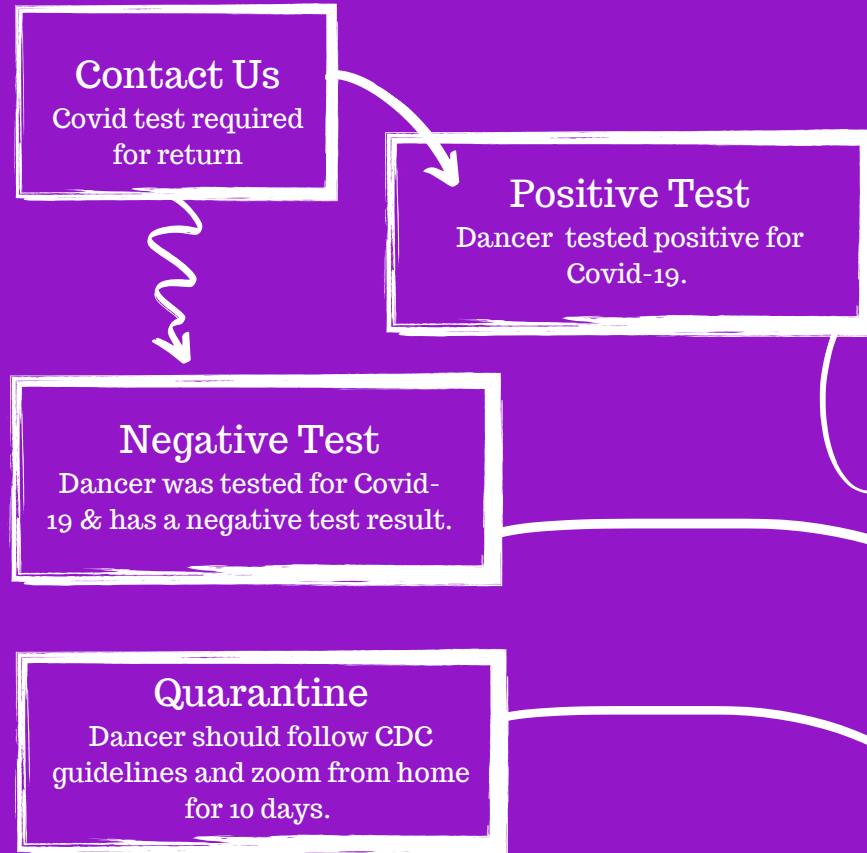 Contact Us
Covid test required
for return
Positive Test
Dancer tested positive for
Covid-19.
Negative Test
Dancer was tested for Covid-
19 & has a negative test result.
Quarantine
Dancer should follow CDC
guidelines and zoom from home
for 10 days.